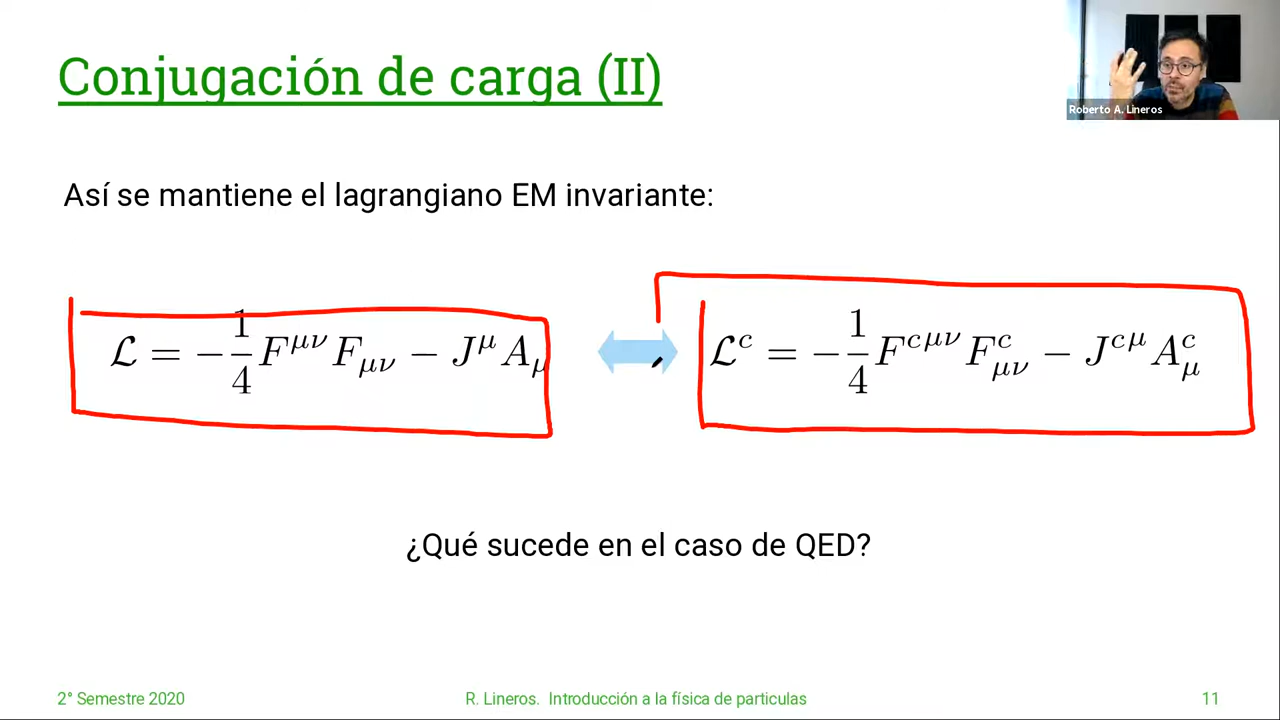 Conjugación de carga (II)
Roberto A. Lineros
Así se mantiene el lagrangiano EM invariante:
ℒ = −1/4 F^{μν} F_{μν} − J^μ A_μ
ℒ^c = −1/4 F^{cμν} F^c_{μν} − J^{cμ} A^c_μ
¿Qué sucede en el caso de QED?
2° Semestre 2020
R. Lineros. Introducción a la física de particulas
11